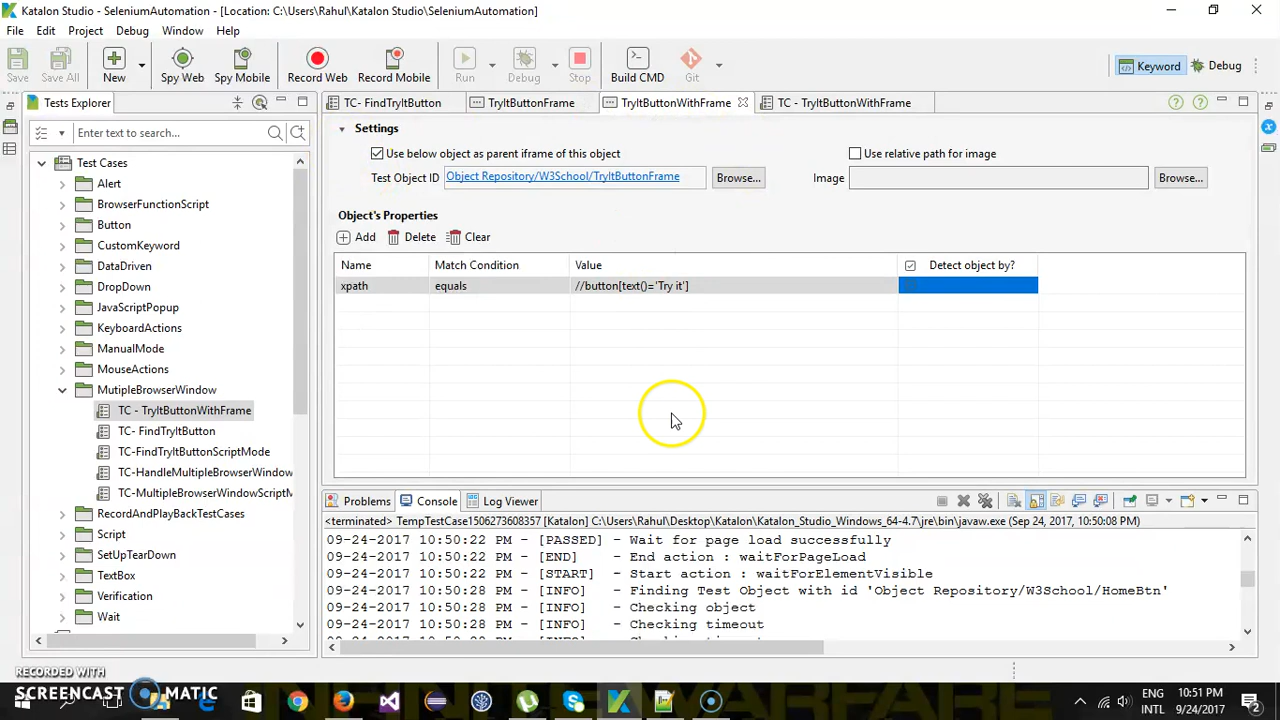 Katalon Studio - SeleniumAutomation - [Location: C:\Users\Rahul\Katalon Studio\SeleniumAutomation]
File Edit Project Debug Window Help
Save Save All New Spy Web Spy Mobile Record Web Record Mobile Run Debug Stop Build CMD Git Keyword Debug
Tests Explorer
TC- FindTryItButton TryItButtonFrame TryItButtonWithFrame TC - TryItButtonWithFrame
Enter text to search...
Settings
Use below object as parent iframe of this object Use relative path for image
Test Object ID Object Repository/W3School/TryItButtonFrame Browse... Image Browse...
Object's Properties
Add Delete Clear
Name Match Condition Value Detect object by?
xpath equals //button[text()='Try it']
Test Cases
Alert
BrowserFunctionScript
Button
CustomKeyword
DataDriven
DropDown
JavaScriptPopup
KeyboardActions
ManualMode
MouseActions
MutipleBrowserWindow
TC - TryItButtonWithFrame
TC- FindTryItButton
TC-FindTryItButtonScriptMode
TC-HandleMultipleBrowserWindow
TC-MultipleBrowserWindowScriptM
RecordAndPlayBackTestCases
Script
SetUpTearDown
TextBox
Verification
Wait
Problems Console Log Viewer
<terminated> TempTestCase1506273608357 [Katalon] C:\Users\Rahul\Desktop\Katalon\Katalon_Studio_Windows_64-4.7\jre\bin\javaw.exe (Sep 24, 2017, 10:50:08 PM)
09-24-2017 10:50:22 PM - [PASSED] - Wait for page load successfully
09-24-2017 10:50:22 PM - [END] - End action : waitForPageLoad
09-24-2017 10:50:22 PM - [START] - Start action : waitForElementVisible
09-24-2017 10:50:28 PM - [INFO] - Finding Test Object with id 'Object Repository/W3School/HomeBtn'
09-24-2017 10:50:28 PM - [INFO] - Checking object
09-24-2017 10:50:28 PM - [INFO] - Checking timeout
RECORDED WITH
SCREENCAST MATIC
ENG
INTL
10:51 PM
9/24/2017